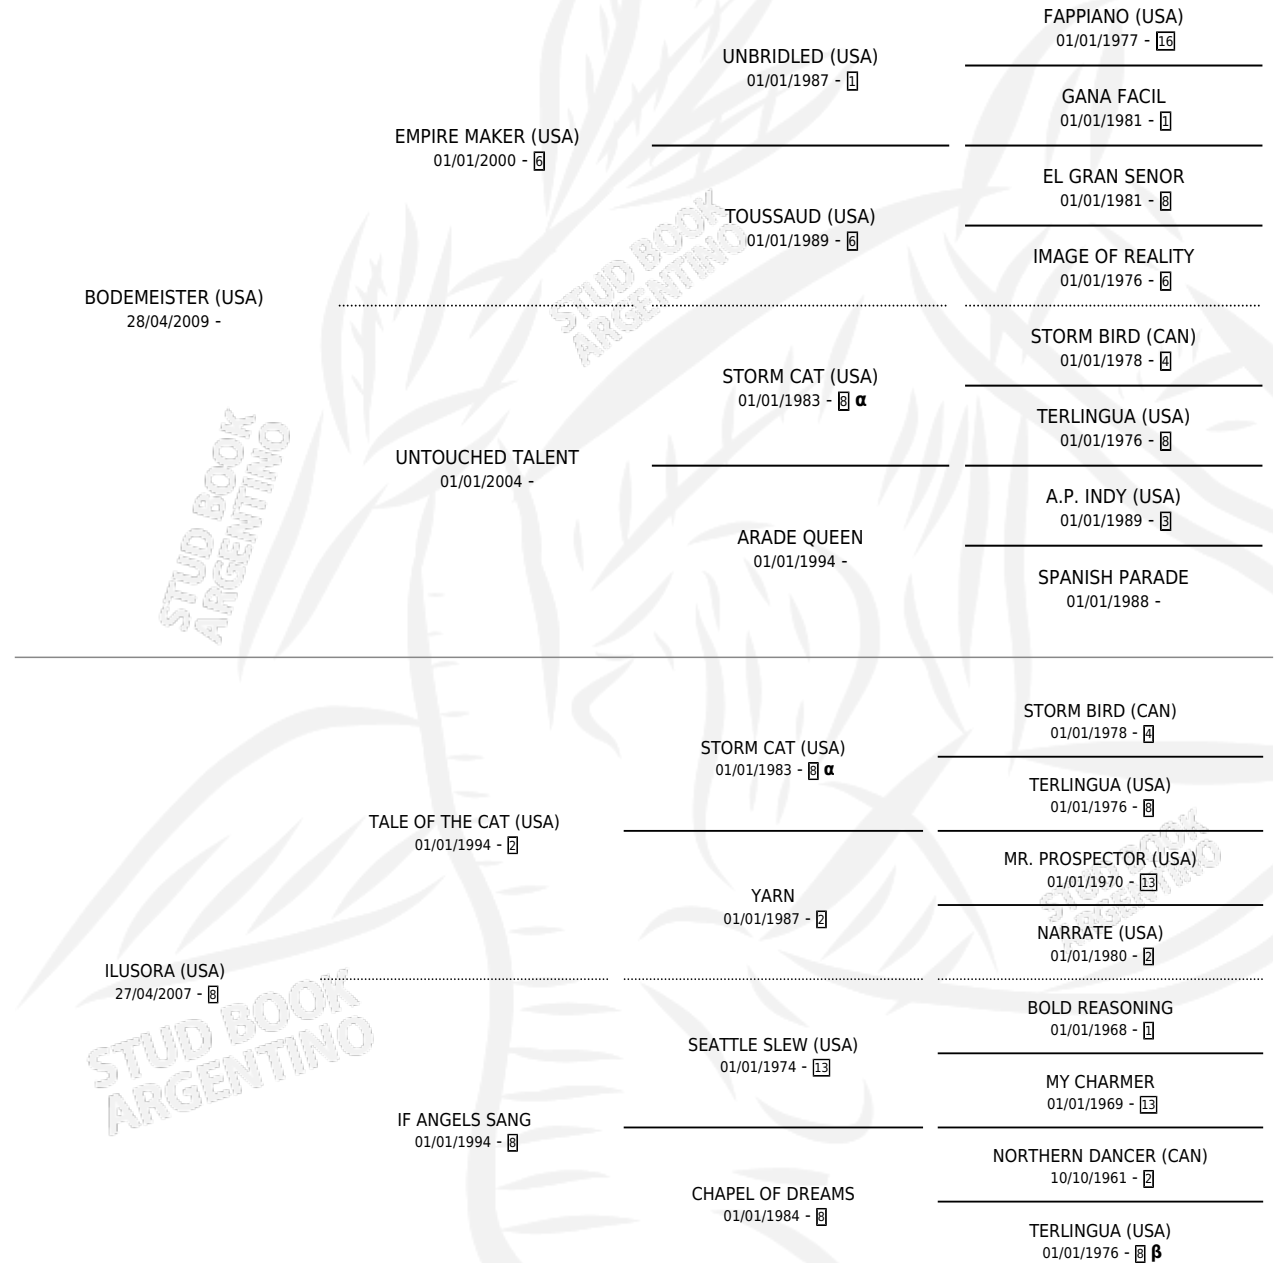 FAPPIANO (USA)
01/01/1977 - 16
UNBRIDLED (USA)
01/01/1987 - 1
GANA FACIL
01/01/1981 - 1
EMPIRE MAKER (USA)
01/01/2000 - 6
EL GRAN SENOR
01/01/1981 - 8
TOUSSAUD (USA)
01/01/1989 - 6
IMAGE OF REALITY
01/01/1976 - 6
BODEMEISTER (USA)
28/04/2009 -
STORM BIRD (CAN)
01/01/1978 - 4
STORM CAT (USA)
01/01/1983 - 8 α
TERLINGUA (USA)
01/01/1976 - 8
UNTOUCHED TALENT
01/01/2004 -
A.P. INDY (USA)
01/01/1989 - 3
ARADE QUEEN
01/01/1994 -
SPANISH PARADE
01/01/1988 -
STORM BIRD (CAN)
01/01/1978 - 4
STORM CAT (USA)
01/01/1983 - 8 α
TERLINGUA (USA)
01/01/1976 - 8
TALE OF THE CAT (USA)
01/01/1994 - 2
MR. PROSPECTOR (USA)
01/01/1970 - 13
YARN
01/01/1987 - 2
NARRATE (USA)
01/01/1980 - 2
ILUSORA (USA)
27/04/2007 - 8
BOLD REASONING
01/01/1968 - 1
SEATTLE SLEW (USA)
01/01/1974 - 13
MY CHARMER
01/01/1969 - 13
IF ANGELS SANG
01/01/1994 - 8
NORTHERN DANCER (CAN)
10/10/1961 - 2
CHAPEL OF DREAMS
01/01/1984 - 8
TERLINGUA (USA)
01/01/1976 - 8 β
STUD BOOK
ARGENTINO
STUD BOOK
ARGENTINO
STUD BOOK
ARGENTINO
STUD BOOK
ARGENTINO